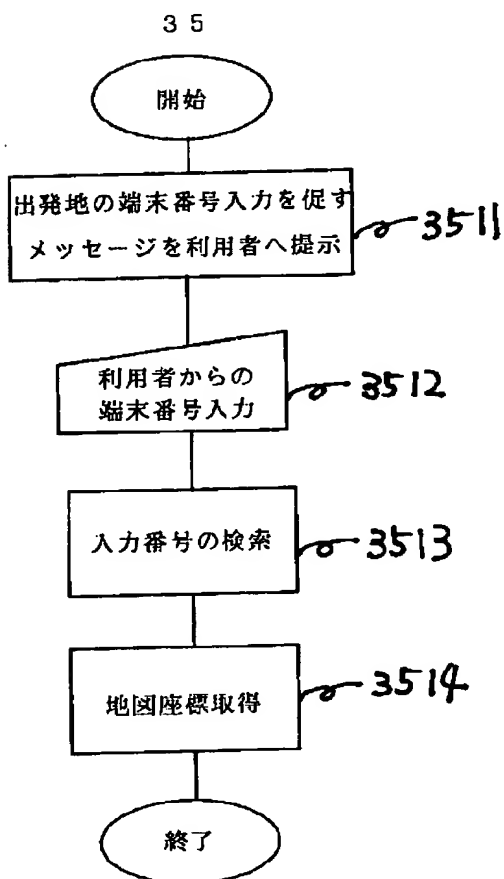 35
開始
出発地の端末番号入力を促す
メッセージを利用者へ提示
3511
利用者からの
端末番号入力
3512
入力番号の検索
3513
地図座標取得
3514
終了